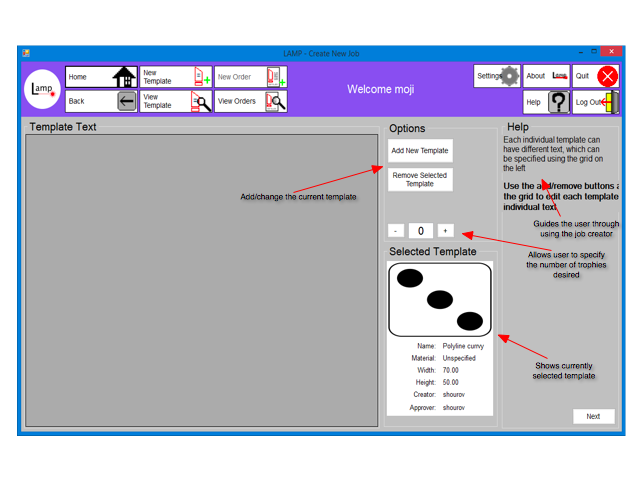 LAMP - Create New Job
Lamp
Home
New Template
New Order
Back
View Template
View Orders
Welcome moji
Settings
About
Lamp
Quit
Help
Log Out
Template Text
Options
Add New Template
Remove Selected
Template
Add/change the current template
- 0 +
Selected Template
Name: Polyline curvy
Material: Unspecified
Width: 70.00
Height: 50.00
Creator: shourov
Approver: shourov
Help
Each individual template can
have different text, which can
be specified using the grid on
the left
Use the add/remove buttons a
the grid to edit each template
individual text
Guides the user through
using the job creator
Allows user to specify
the number of trophies
desired
Shows currently
selected template
Next